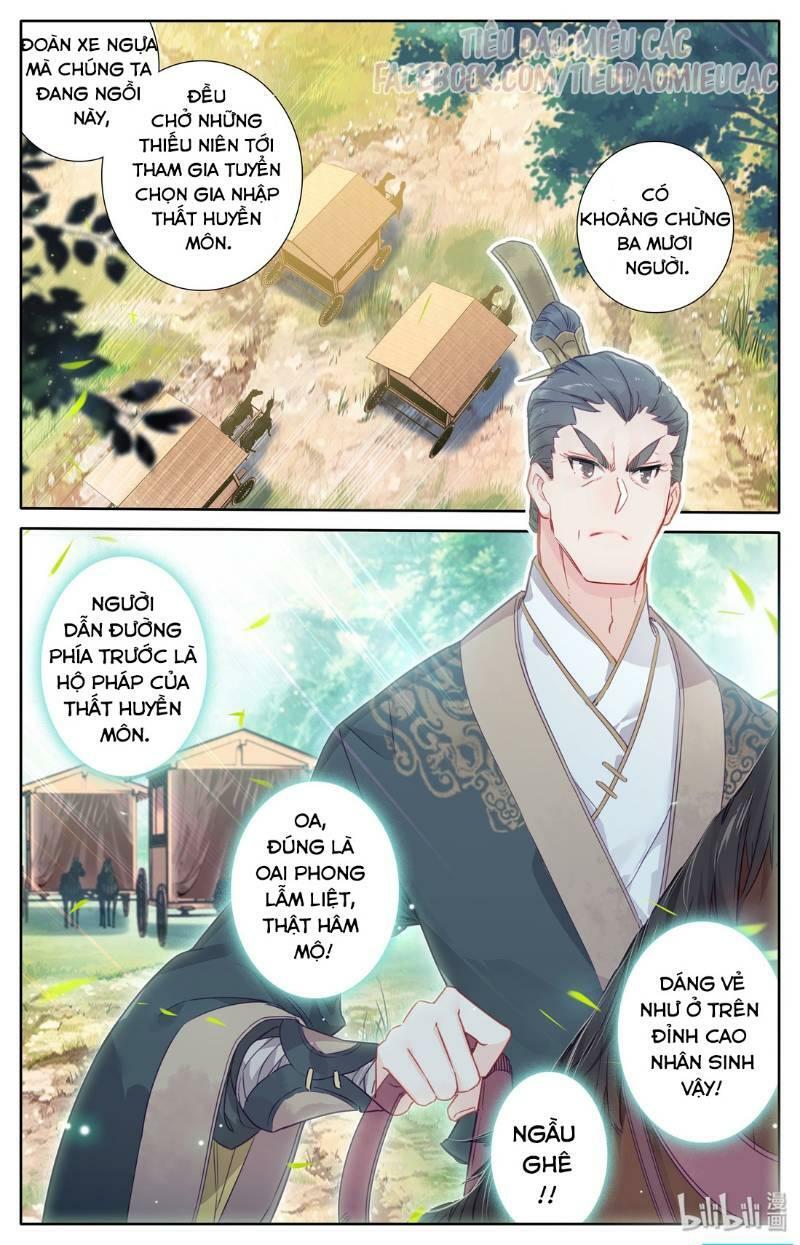 TIÊU DAO MIÊU CÁC
FACEBOOK.COM/TIEUDAOMIEUCAC
ĐOÀN XE NGỰA
MÀ CHÚNG TA
ĐANG NGỒI
NÀY,
ĐỀU
CHỞ NHỮNG
THIẾU NIÊN TỚI
THAM GIA TUYỂN
CHỌN GIA NHẬP
THẤT HUYỀN
MÔN.
CÓ
KHOẢNG CHỪNG
BA MƯƠI
NGƯỜI.
NGƯỜI
DẪN ĐƯỜNG
PHÍA TRƯỚC LÀ
HỘ PHÁP CỦA
THẤT HUYỀN
MÔN.
OA,
ĐÚNG LÀ
OAI PHONG
LẪM LIỆT,
THẬT HÂM
MỘ!
DÁNG VẺ
NHƯ Ở TRÊN
ĐỈNH CAO
NHÂN SINH
VẬY!
NGẦU
GHÊ
!!
bilibili 漫画